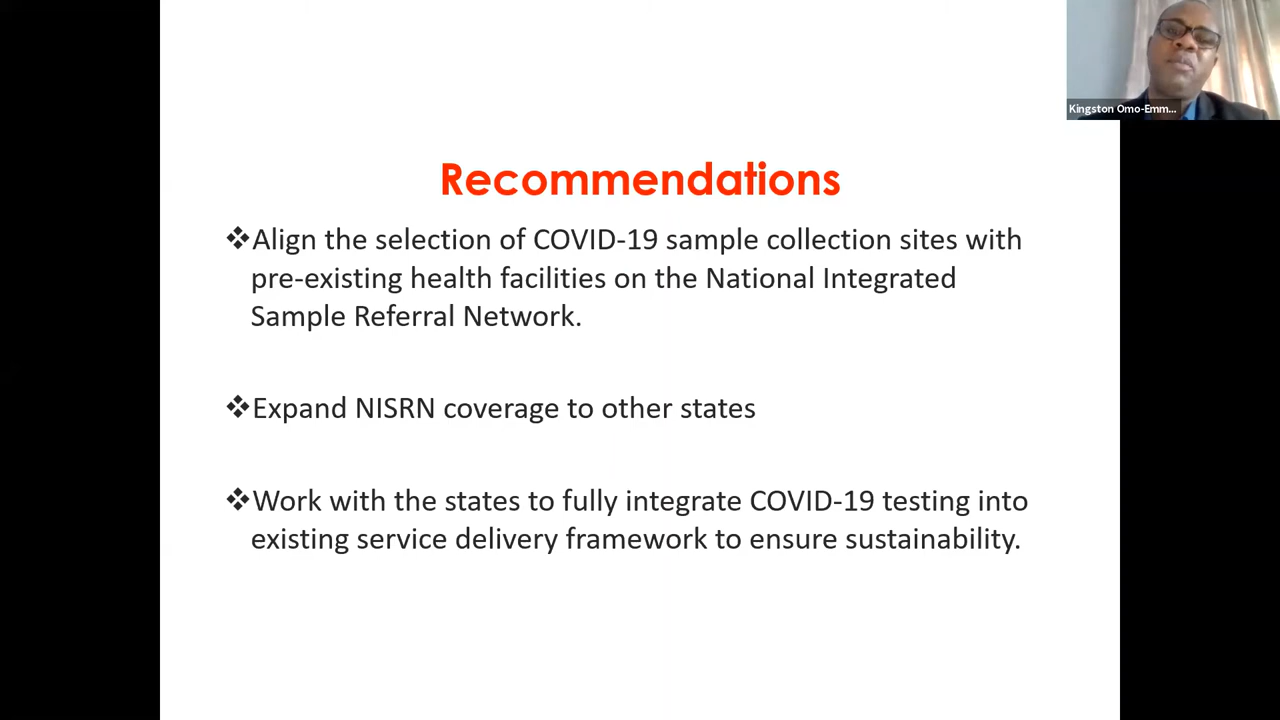 Kingston Omo-Emm...
Recommendations
❖Align the selection of COVID-19 sample collection sites with
pre-existing health facilities on the National Integrated
Sample Referral Network.
❖Expand NISRN coverage to other states
❖Work with the states to fully integrate COVID-19 testing into
existing service delivery framework to ensure sustainability.